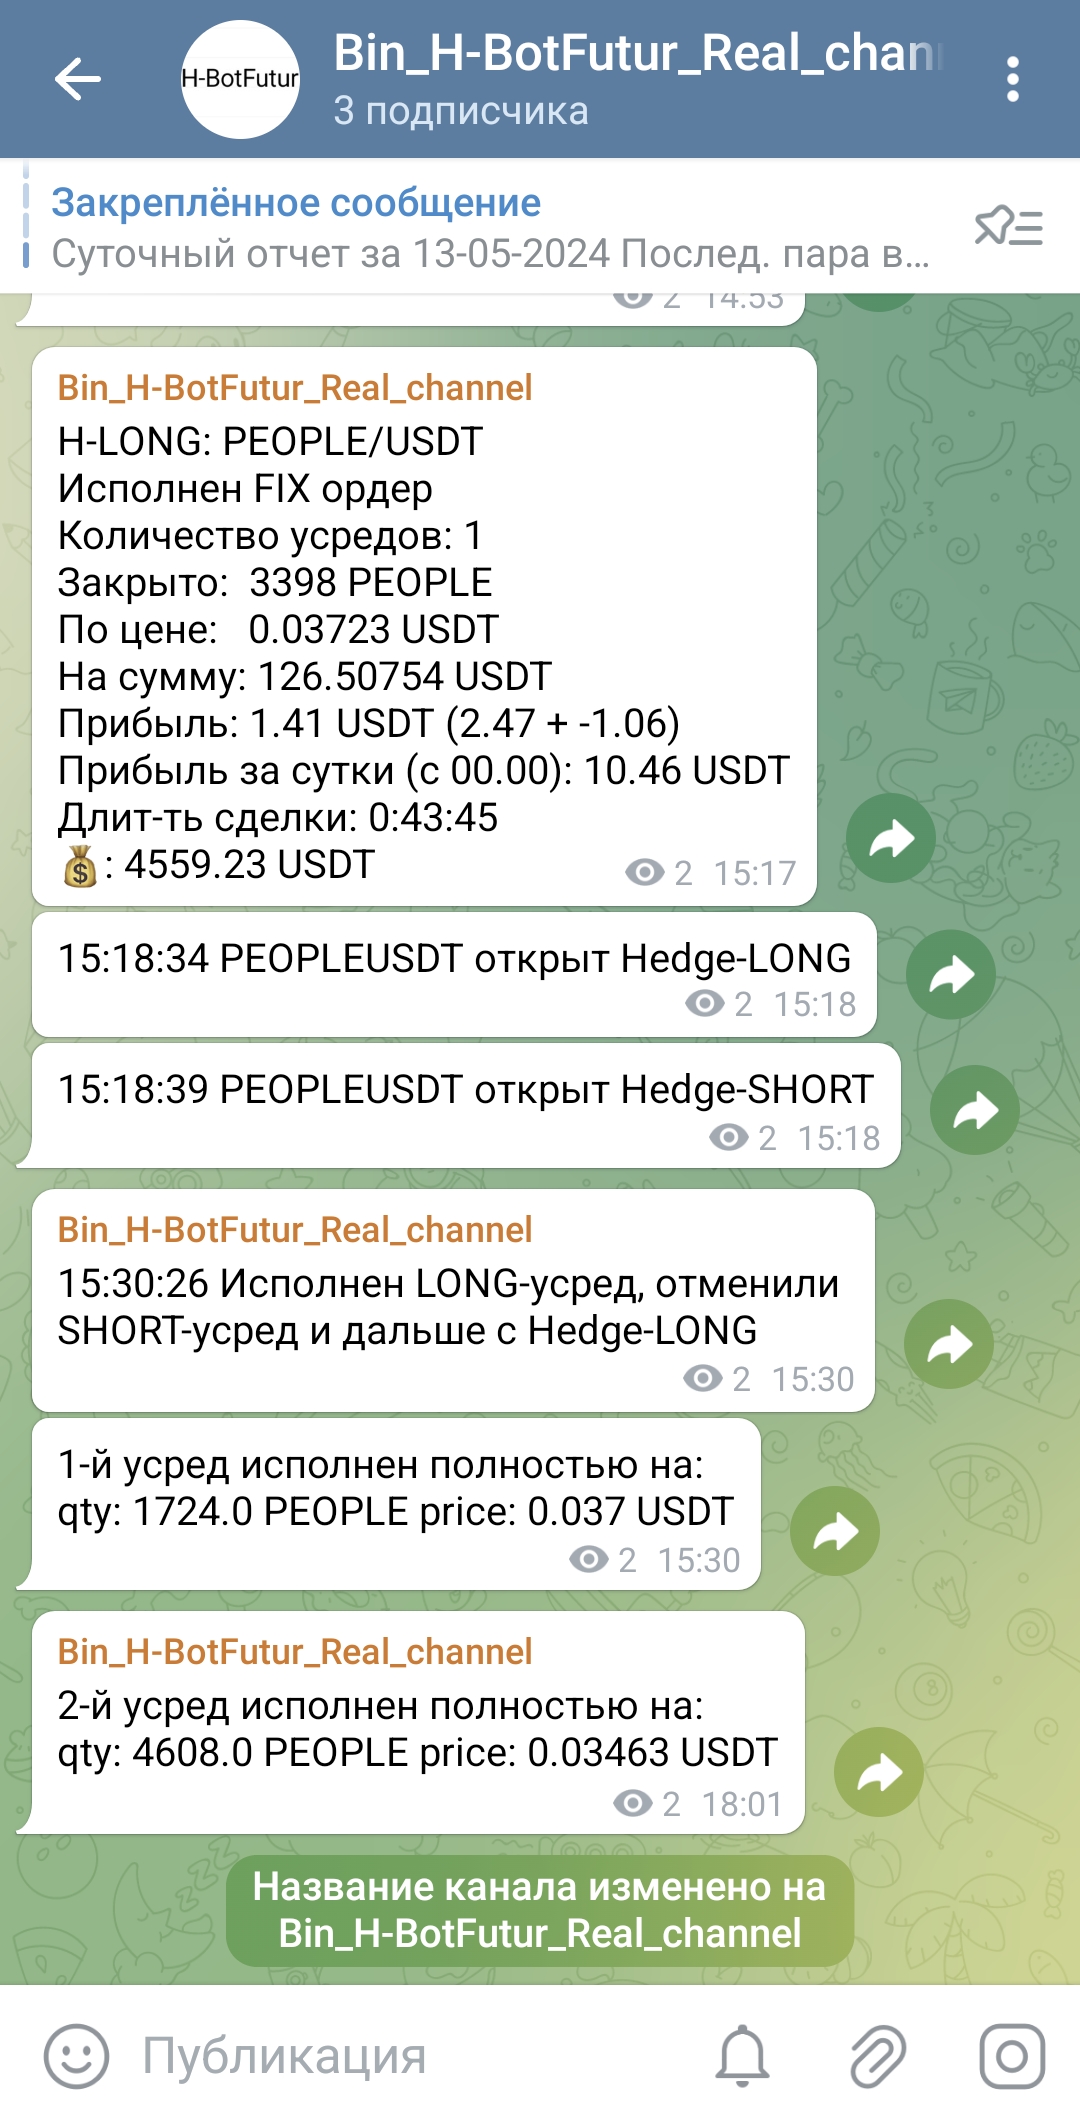 H-BotFutur
Bin_H-BotFutur_Real_chan
3 подписчика
Закреплённое сообщение
Суточный отчет за 13-05-2024 Послед. пара в...
2 14:53
Bin_H-BotFutur_Real_channel
H-LONG: PEOPLE/USDT
Исполнен FIX ордер
Количество усредов: 1
Закрыто: 3398 PEOPLE
По цене: 0.03723 USDT
На сумму: 126.50754 USDT
Прибыль: 1.41 USDT (2.47 + -1.06)
Прибыль за сутки (с 00.00): 10.46 USDT
Длит-ть сделки: 0:43:45
💰: 4559.23 USDT
2 15:17
15:18:34 PEOPLEUSDT открыт Hedge-LONG
2 15:18
15:18:39 PEOPLEUSDT открыт Hedge-SHORT
2 15:18
Bin_H-BotFutur_Real_channel
15:30:26 Исполнен LONG-усред, отменили
SHORT-усред и дальше с Hedge-LONG
2 15:30
1-й усред исполнен полностью на:
qty: 1724.0 PEOPLE price: 0.037 USDT
2 15:30
Bin_H-BotFutur_Real_channel
2-й усред исполнен полностью на:
qty: 4608.0 PEOPLE price: 0.03463 USDT
2 18:01
Название канала изменено на
Bin_H-BotFutur_Real_channel
Публикация